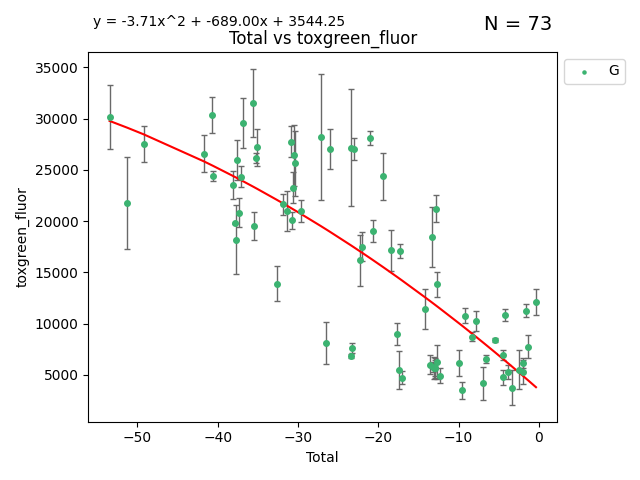 y = -3.71x^2 + -689.00x + 3544.25
N = 73
Total vs toxgreen_fluor
G
35000
30000
25000
20000
15000
10000
5000
toxgreen_fluor
−50
−40
−30
−20
−10
0
Total